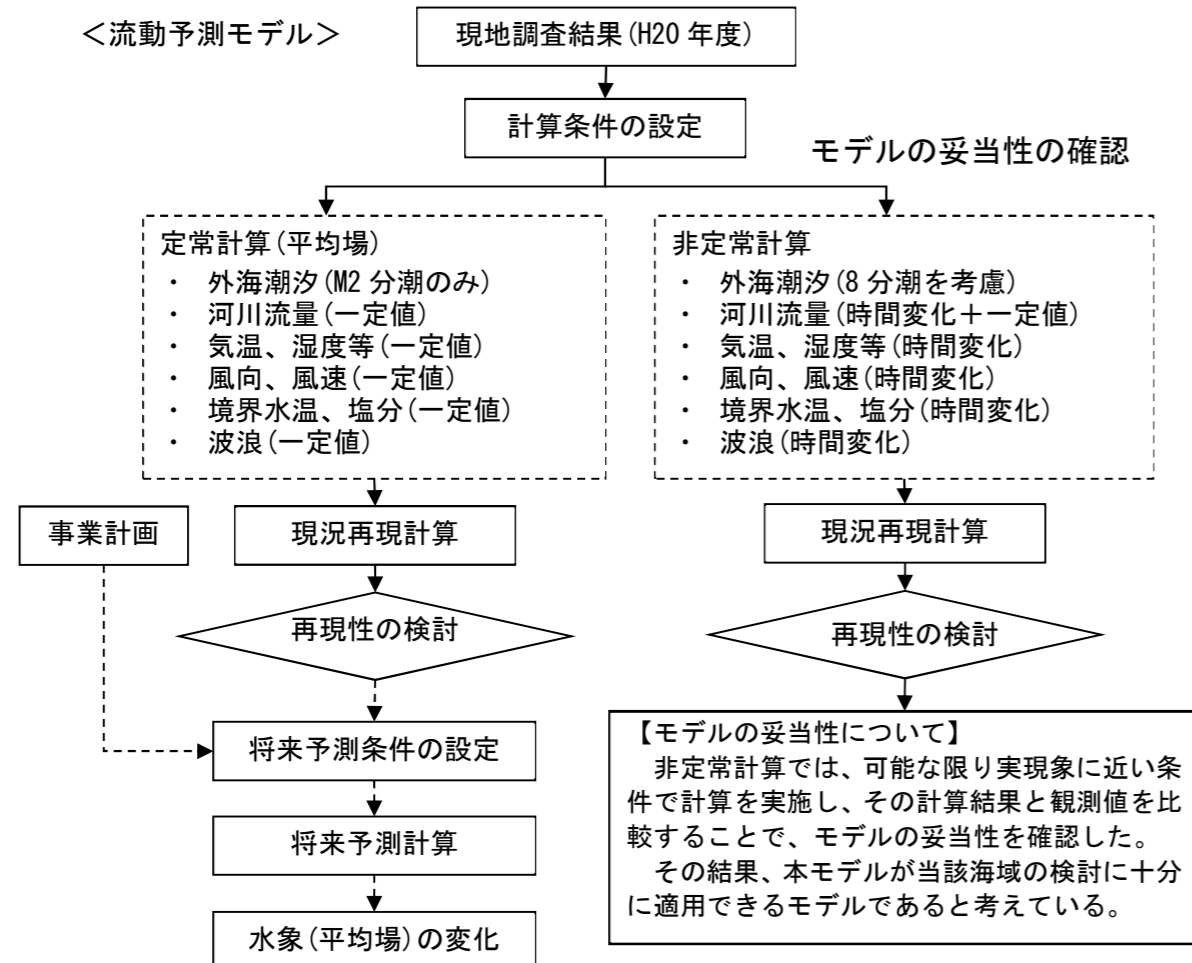 ＜流動予測モデル＞
現地調査結果(H20 年度)
計算条件の設定
モデルの妥当性の確認
定常計算(平均場)
・ 外海潮汐(M2 分潮のみ)
・ 河川流量(一定値)
・ 気温、湿度等(一定値)
・ 風向、風速(一定値)
・ 境界水温、塩分(一定値)
・ 波浪(一定値)
非定常計算
・ 外海潮汐(8 分潮を考慮)
・ 河川流量(時間変化＋一定値)
・ 気温、湿度等(時間変化)
・ 風向、風速(時間変化)
・ 境界水温、塩分(時間変化)
・ 波浪(時間変化)
事業計画
現況再現計算
現況再現計算
再現性の検討
再現性の検討
将来予測条件の設定
将来予測計算
水象(平均場)の変化
【モデルの妥当性について】
非定常計算では、可能な限り実現象に近い条
件で計算を実施し、その計算結果と観測値を比
較することで、モデルの妥当性を確認した。
その結果、本モデルが当該海域の検討に十分
に適用できるモデルであると考えている。